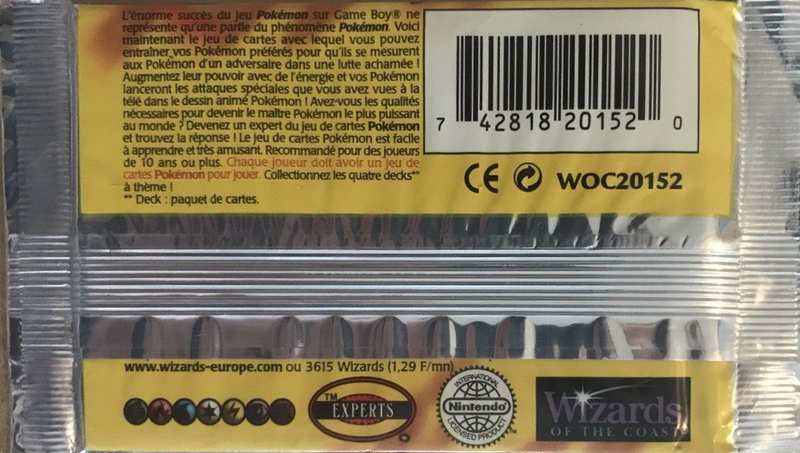 L'énorme succès du jeu Pokémon sur Game Boy® ne
représente qu'une partie du phénomène Pokémon. Voici
maintenant le jeu de cartes avec lequel vous pouvez
entraîner vos Pokémon préférés pour qu'ils se mesurent
aux Pokémon d'un adversaire dans une lutte acharnée !
Augmentez leur pouvoir avec de l'énergie et vos Pokémon
lanceront les attaques spéciales que vous avez vues à la
télé dans le dessin animé Pokémon ! Avez-vous les qualités
nécessaires pour devenir le maître Pokémon le plus puissant
au monde ? Devenez un expert du jeu de cartes Pokémon
et trouvez la réponse ! Le jeu de cartes Pokémon est facile
à apprendre et très amusant. Recommandé pour des joueurs
de 10 ans ou plus. Chaque joueur doit avoir un jeu de
cartes Pokémon pour jouer. Collectionnez les quatre decks**
à thème !
** Deck : paquet de cartes.
7 42818 20152 0
CE WOC20152
www.wizards-europe.com ou 3615 Wizards (1,29 F/mn)
TM
EXPERTS
INTERNATIONAL
Nintendo®
LICENSED PRODUCT
TM
Wizards
OF THE COAST